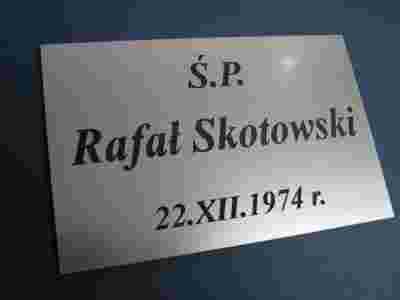 Ś.P.
Rafał Skotowski
22.XII.1974 r.